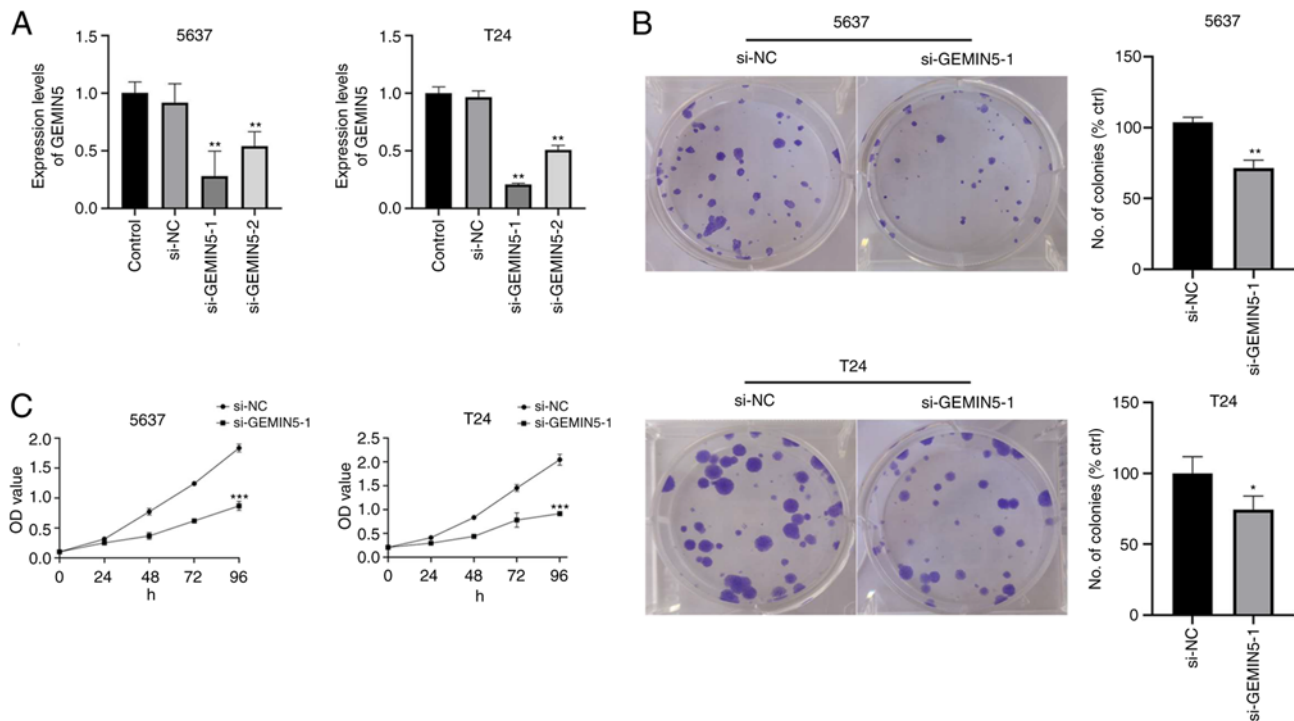 A
5637
Expression levels
of GEMIN5
1.5
1.0
0.5
0.0
**
**
Control
si-NC
si-GEMIN5-1
si-GEMIN5-2
T24
Expression levels
of GEMIN5
1.5
1.0
0.5
0.0
**
**
Control
si-NC
si-GEMIN5-1
si-GEMIN5-2
B
5637
si-NC
si-GEMIN5-1
5637
No. of colonies (% ctrl)
150
100
50
0
**
si-NC
si-GEMIN5-1
T24
si-NC
si-GEMIN5-1
T24
No. of colonies (% ctrl)
150
100
50
0
*
si-NC
si-GEMIN5-1
C
5637
si-NC
si-GEMIN5-1
OD value
2.0
1.5
1.0
0.5
0.0
***
0 24 48 72 96
h
T24
si-NC
si-GEMIN5-1
OD value
2.5
2.0
1.5
1.0
0.5
0.0
***
0 24 48 72 96
h